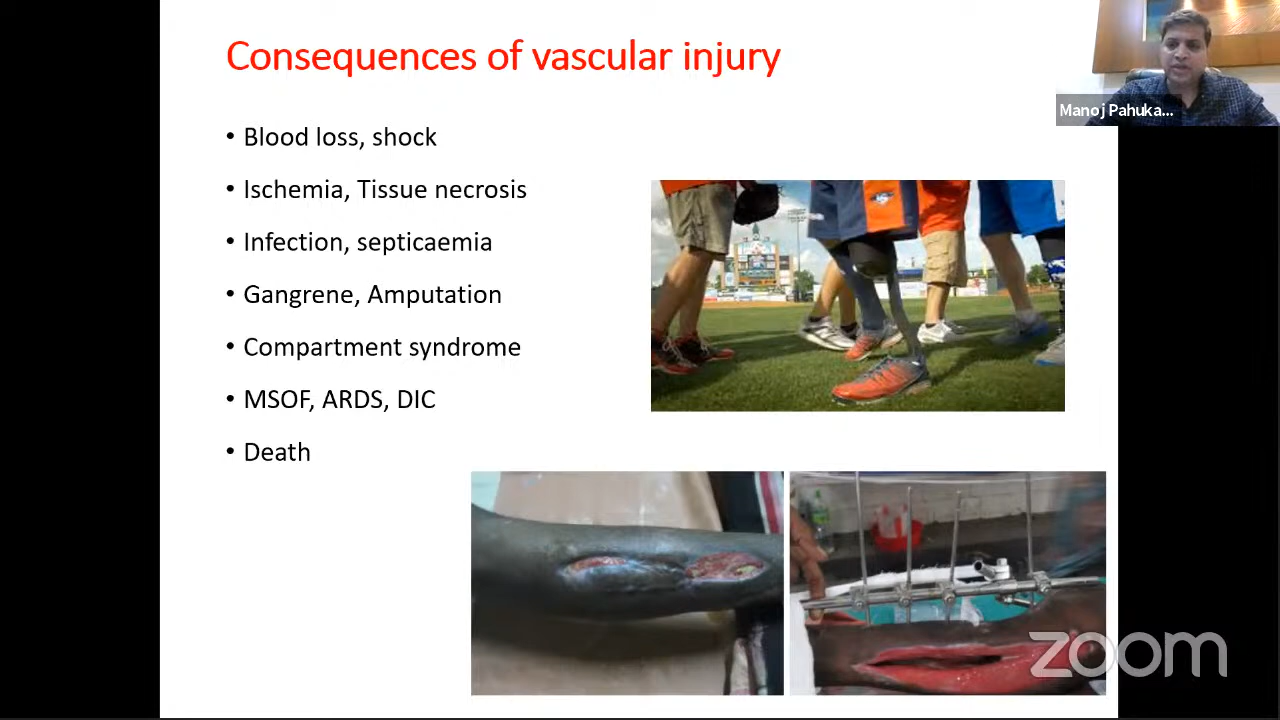 Consequences of vascular injury
Manoj Pahuka...
• Blood loss, shock
• Ischemia, Tissue necrosis
• Infection, septicaemia
• Gangrene, Amputation
• Compartment syndrome
• MSOF, ARDS, DIC
• Death
zoom